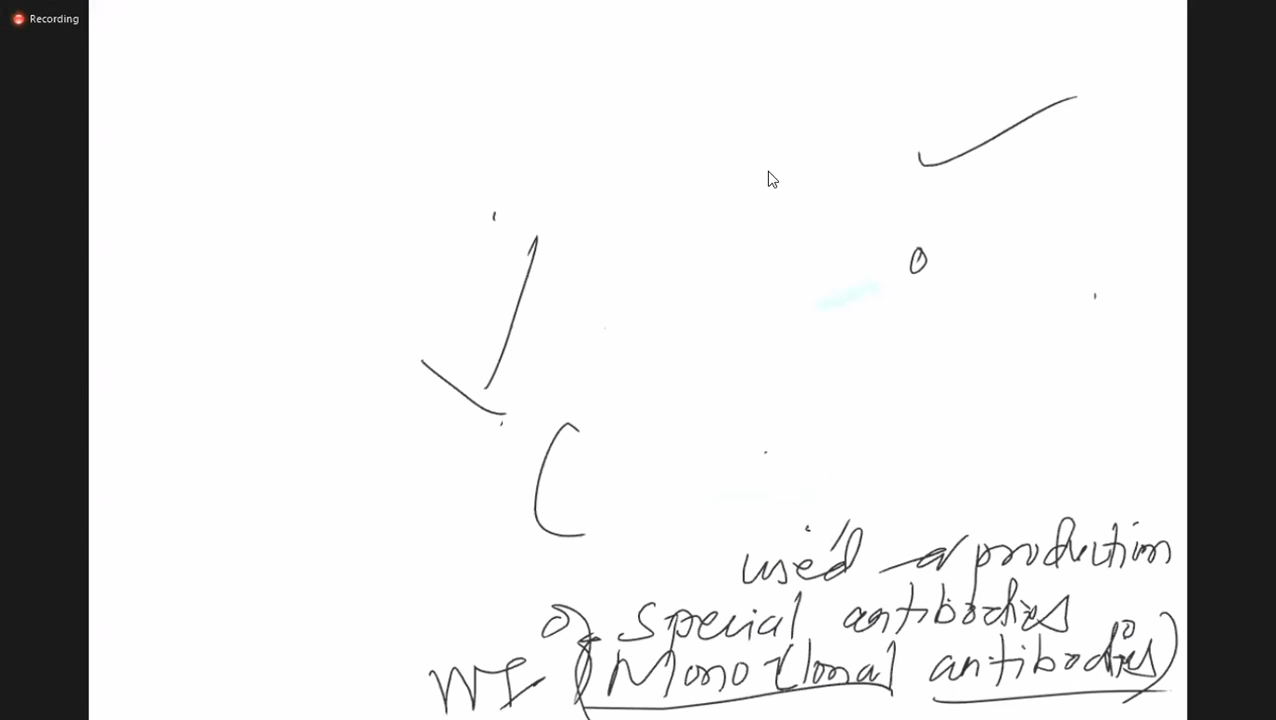 Recording
used production
of special antibodies
(Monoclonal antibodies)